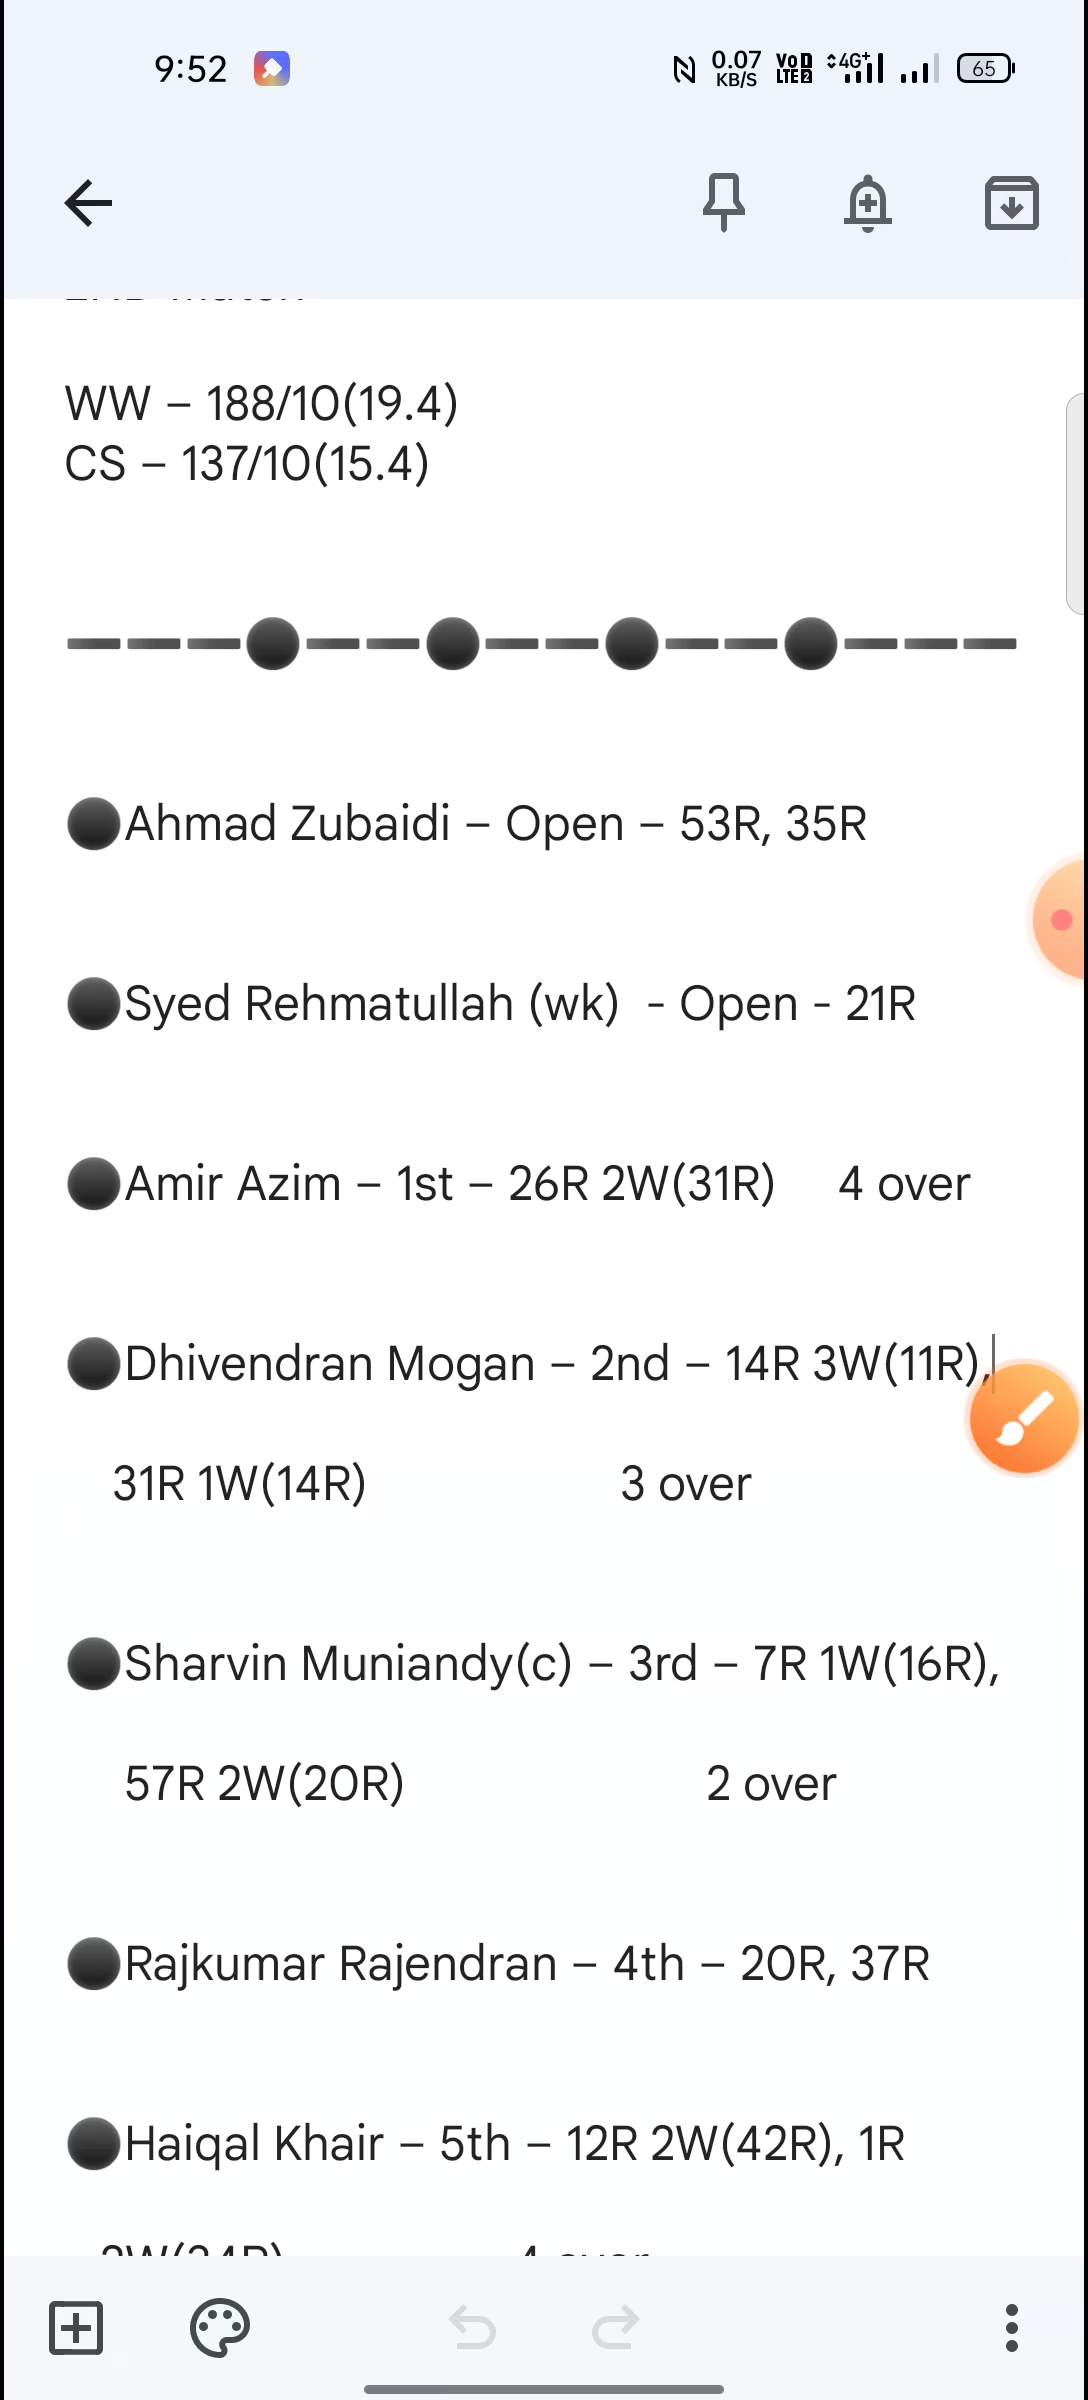 9:52
0.07 KB/S VoD LTE2 4G+ 65
WW – 188/10(19.4)
CS – 137/10(15.4)
Ahmad Zubaidi – Open – 53R, 35R
Syed Rehmatullah (wk)  - Open - 21R
Amir Azim – 1st – 26R 2W(31R)     4 over
Dhivendran Mogan – 2nd – 14R 3W(11R),
31R 1W(14R)                    3 over
Sharvin Muniandy(c) – 3rd – 7R 1W(16R),
57R 2W(20R)                        2 over
Rajkumar Rajendran – 4th – 20R, 37R
Haiqal Khair – 5th – 12R 2W(42R), 1R